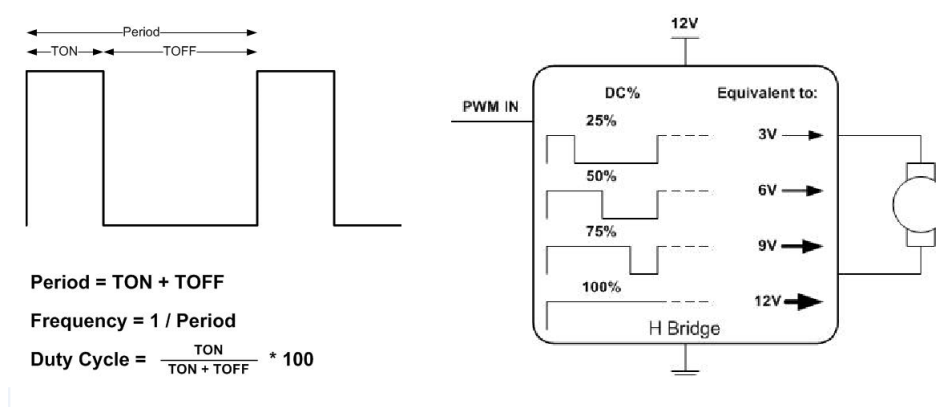 Period
TON TOFF
Period = TON + TOFF
Frequency = 1 / Period
Duty Cycle = TON / TON + TOFF * 100
12V
PWM IN
DC% Equivalent to:
25% 3V
50% 6V
75% 9V
100% 12V
H Bridge